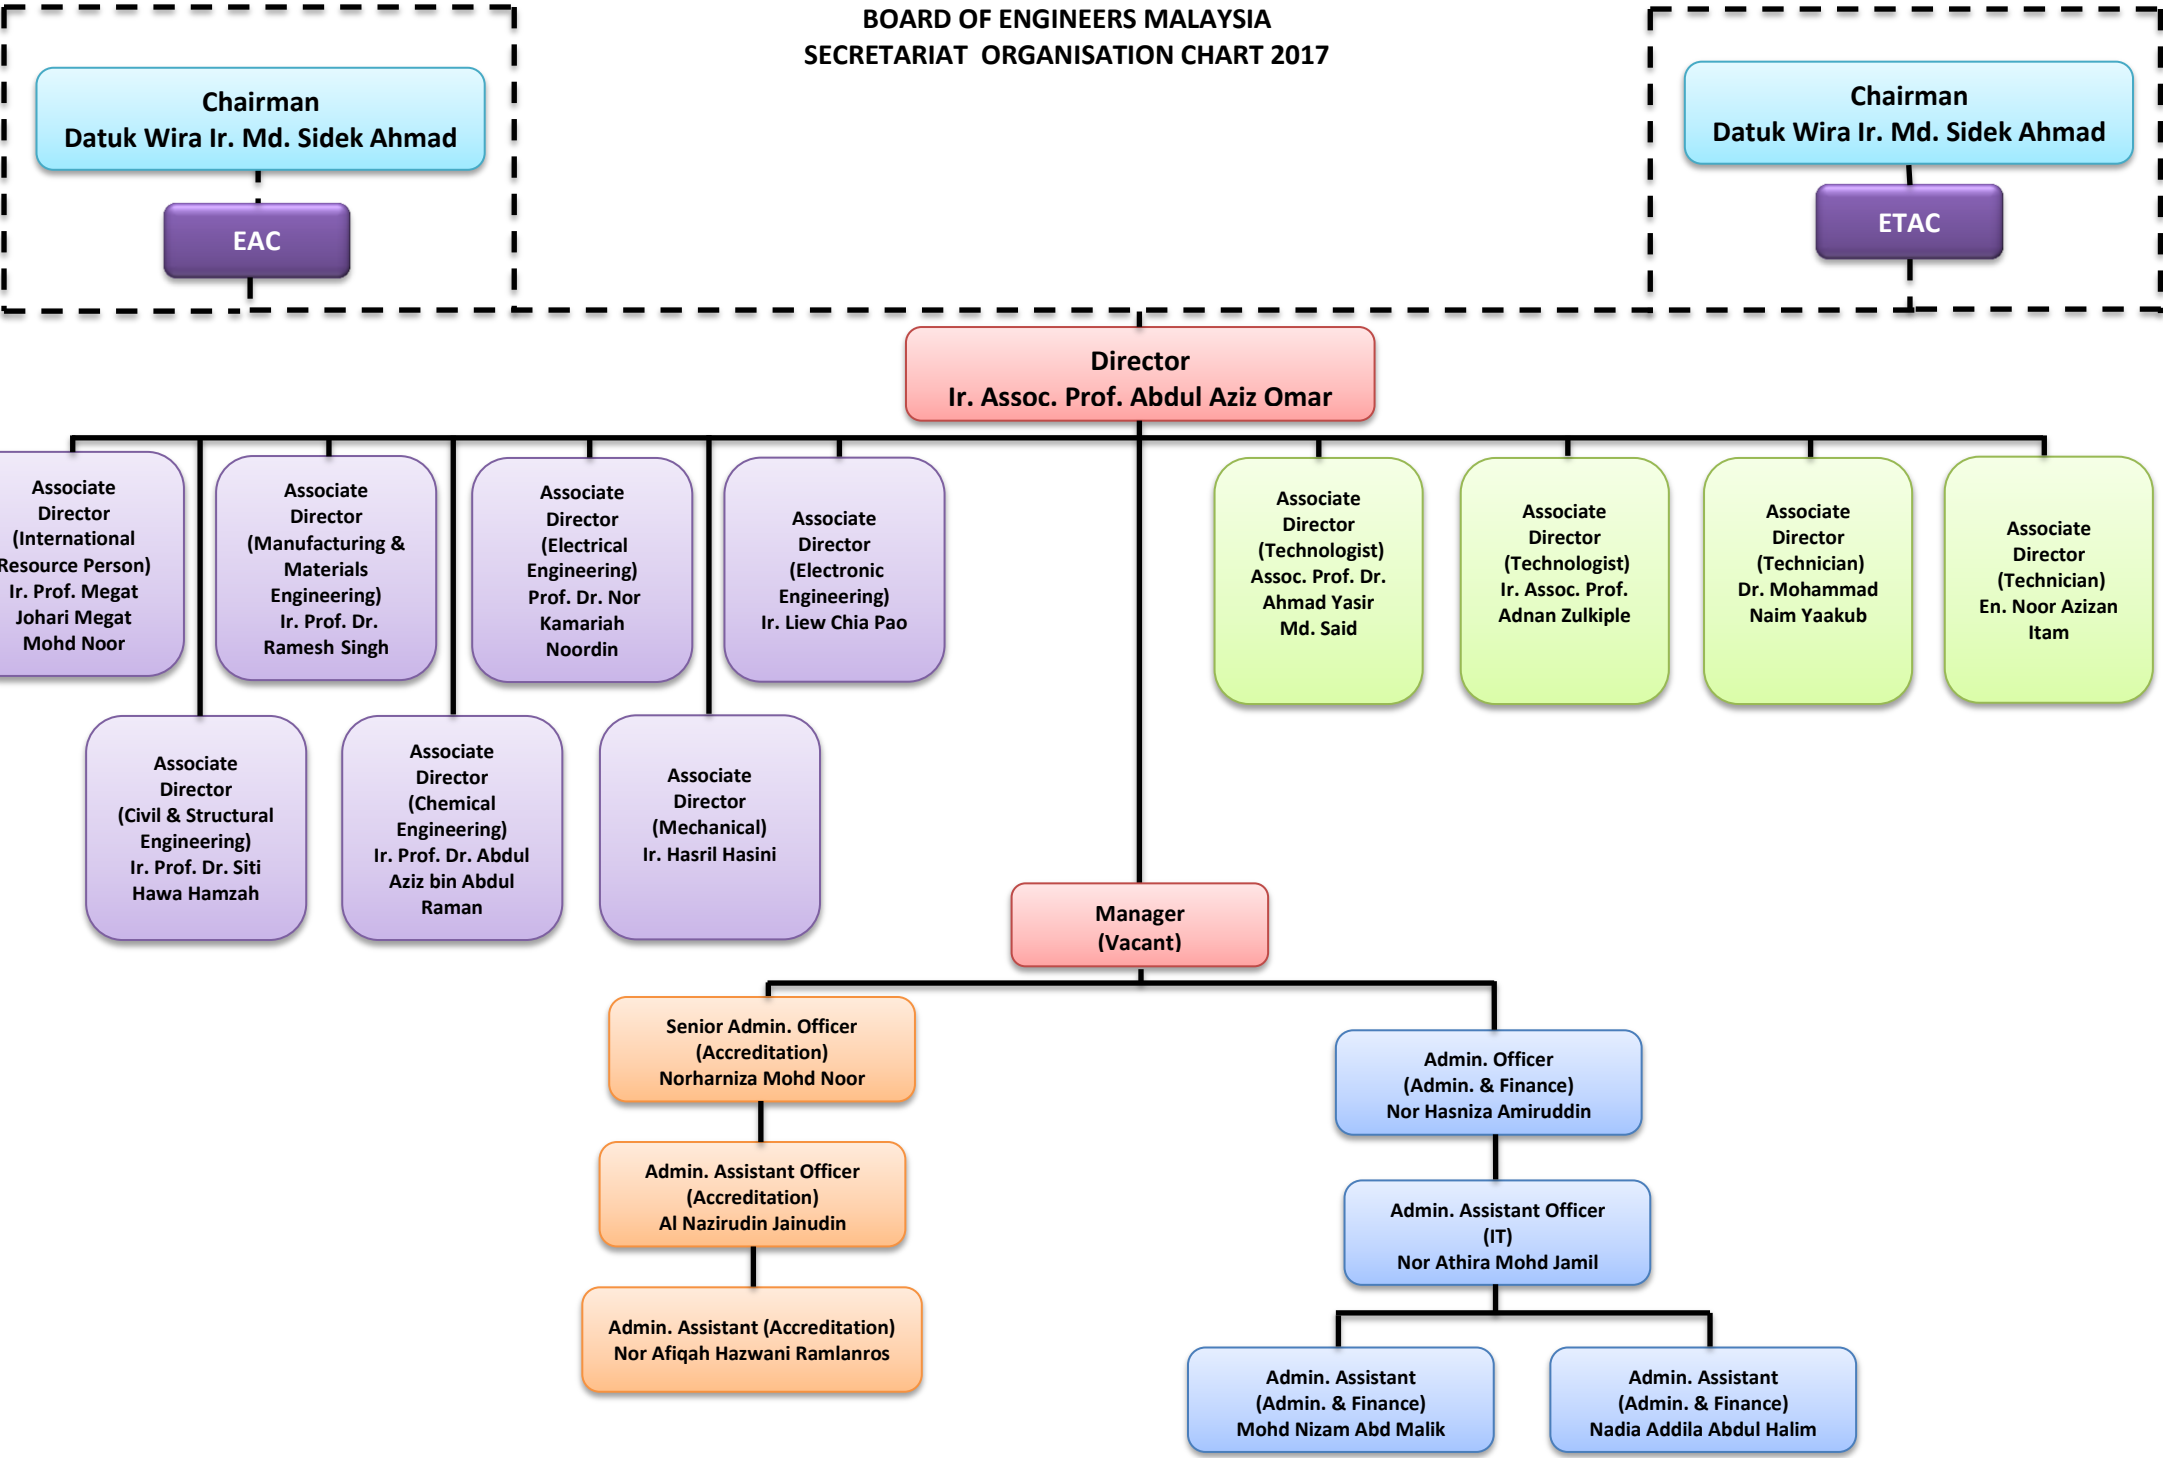 BOARD OF ENGINEERS MALAYSIA
SECRETARIAT ORGANISATION CHART 2017
Chairman
Datuk Wira Ir. Md. Sidek Ahmad
EAC
Chairman
Datuk Wira Ir. Md. Sidek Ahmad
ETAC
Director
Ir. Assoc. Prof. Abdul Aziz Omar
Associate
Director
(International
Resource Person)
Ir. Prof. Megat
Johari Megat
Mohd Noor
Associate
Director
(Manufacturing &
Materials
Engineering)
Ir. Prof. Dr.
Ramesh Singh
Associate
Director
(Electrical
Engineering)
Prof. Dr. Nor
Kamariah
Noordin
Associate
Director
(Electronic
Engineering)
Ir. Liew Chia Pao
Associate
Director
(Technologist)
Assoc. Prof. Dr.
Ahmad Yasir
Md. Said
Associate
Director
(Technologist)
Ir. Assoc. Prof.
Adnan Zulkiple
Associate
Director
(Technician)
Dr. Mohammad
Naim Yaakub
Associate
Director
(Technician)
En. Noor Azizan
Itam
Associate
Director
(Civil & Structural
Engineering)
Ir. Prof. Dr. Siti
Hawa Hamzah
Associate
Director
(Chemical
Engineering)
Ir. Prof. Dr. Abdul
Aziz bin Abdul
Raman
Associate
Director
(Mechanical)
Ir. Hasril Hasini
Manager
(Vacant)
Senior Admin. Officer
(Accreditation)
Norharniza Mohd Noor
Admin. Assistant Officer
(Accreditation)
Al Nazirudin Jainudin
Admin. Assistant (Accreditation)
Nor Afiqah Hazwani Ramlanros
Admin. Officer
(Admin. & Finance)
Nor Hasniza Amiruddin
Admin. Assistant Officer
(IT)
Nor Athira Mohd Jamil
Admin. Assistant
(Admin. & Finance)
Mohd Nizam Abd Malik
Admin. Assistant
(Admin. & Finance)
Nadia Addila Abdul Halim